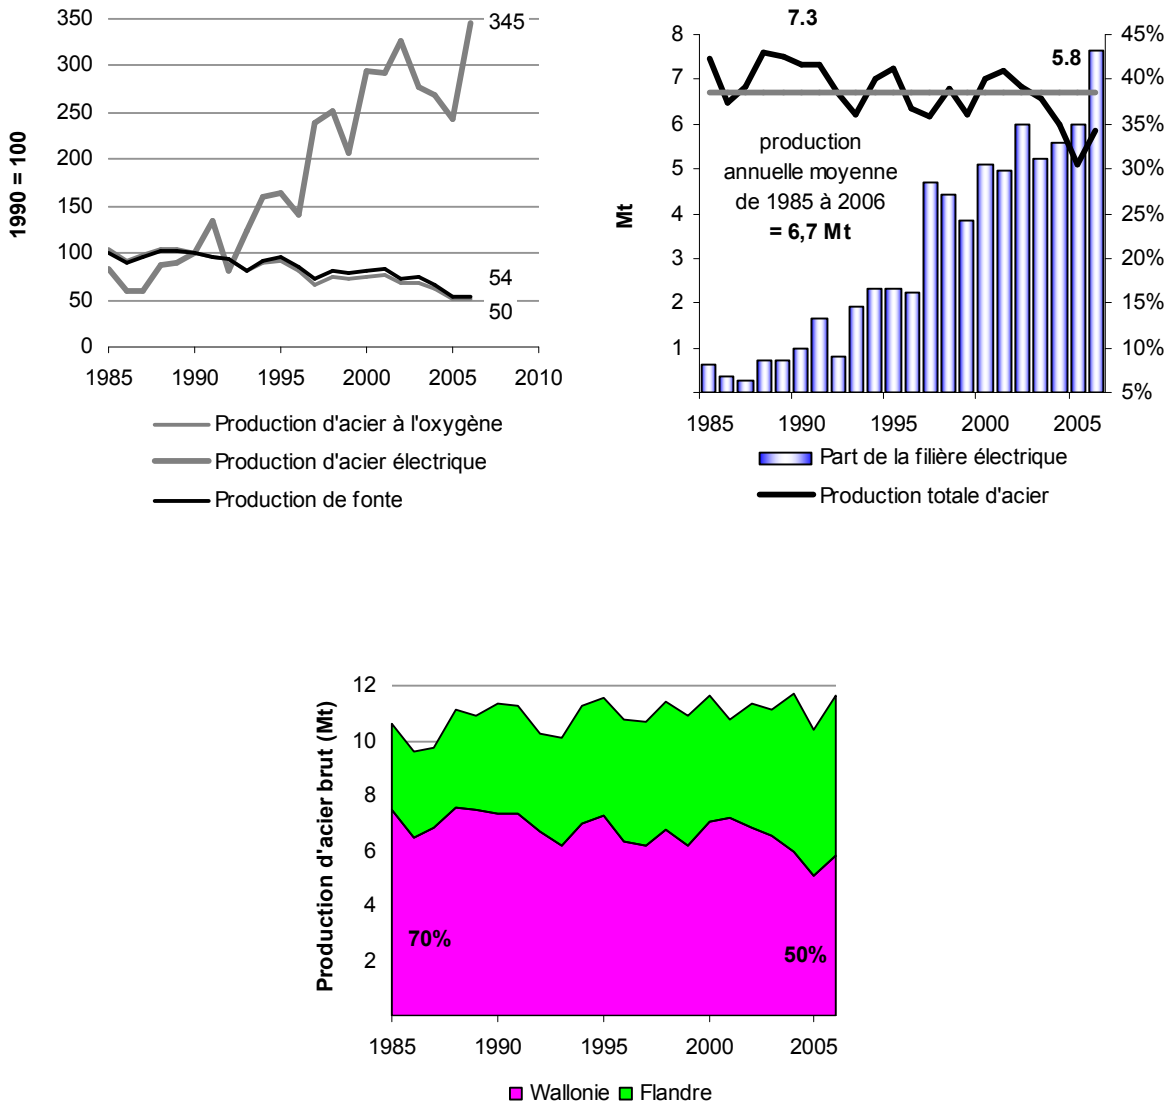 350
300
250
200
150
100
50
0
1990 = 100
345
54
50
1985 1990 1995 2000 2005 2010
Production d'acier à l'oxygène
Production d'acier électrique
Production de fonte
7.3
5.8
8
7
6
5
4
3
2
1
Mt
45%
40%
35%
30%
25%
20%
15%
10%
5%
production
annuelle moyenne
de 1985 à 2006
= 6,7 Mt
1985 1990 1995 2000 2005
Part de la filière électrique
Production totale d'acier
12
10
8
6
4
2
Production d'acier brut (Mt)
70%
50%
1985 1990 1995 2000 2005
Wallonie Flandre